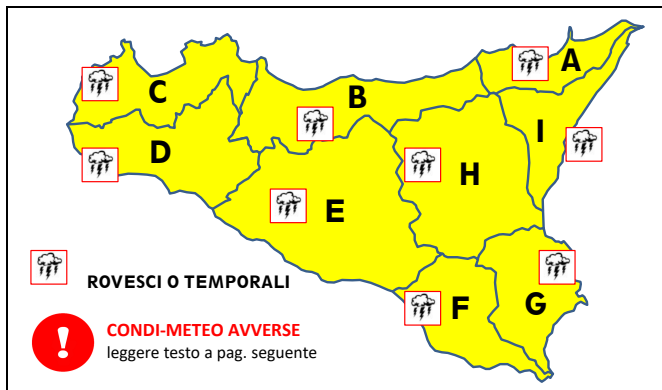 A
C
B
I
D
H
E
F
G
ROVESCI O TEMPORALI
! CONDI-METEO AVVERSE
leggere testo a pag. seguente